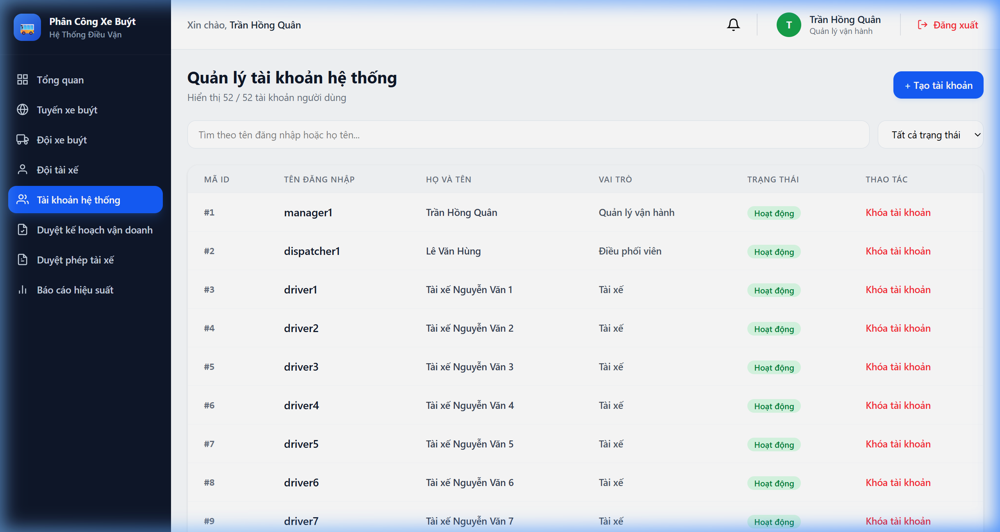 Phân Công Xe Buýt
Hệ Thống Điều Vận
Tổng quan
Tuyến xe buýt
Đội xe buýt
Đội tài xế
Tài khoản hệ thống
Duyệt kế hoạch vận doanh
Duyệt phép tài xế
Báo cáo hiệu suất
Xin chào, Trần Hồng Quân
T
Trần Hồng Quân
Quản lý vận hành
Đăng xuất
Quản lý tài khoản hệ thống
Hiển thị 52 / 52 tài khoản người dùng
+ Tạo tài khoản
Tìm theo tên đăng nhập hoặc họ tên...
Tất cả trạng thái
MÃ ID TÊN ĐĂNG NHẬP HỌ VÀ TÊN VAI TRÒ TRẠNG THÁI THAO TÁC
#1 manager1 Trần Hồng Quân Quản lý vận hành Hoạt động Khóa tài khoản
#2 dispatcher1 Lê Văn Hùng Điều phối viên Hoạt động Khóa tài khoản
#3 driver1 Tài xế Nguyễn Văn 1 Tài xế Hoạt động Khóa tài khoản
#4 driver2 Tài xế Nguyễn Văn 2 Tài xế Hoạt động Khóa tài khoản
#5 driver3 Tài xế Nguyễn Văn 3 Tài xế Hoạt động Khóa tài khoản
#6 driver4 Tài xế Nguyễn Văn 4 Tài xế Hoạt động Khóa tài khoản
#7 driver5 Tài xế Nguyễn Văn 5 Tài xế Hoạt động Khóa tài khoản
#8 driver6 Tài xế Nguyễn Văn 6 Tài xế Hoạt động Khóa tài khoản
#9 driver7 Tài xế Nguyễn Văn 7 Tài xế Hoạt động Khóa tài khoản